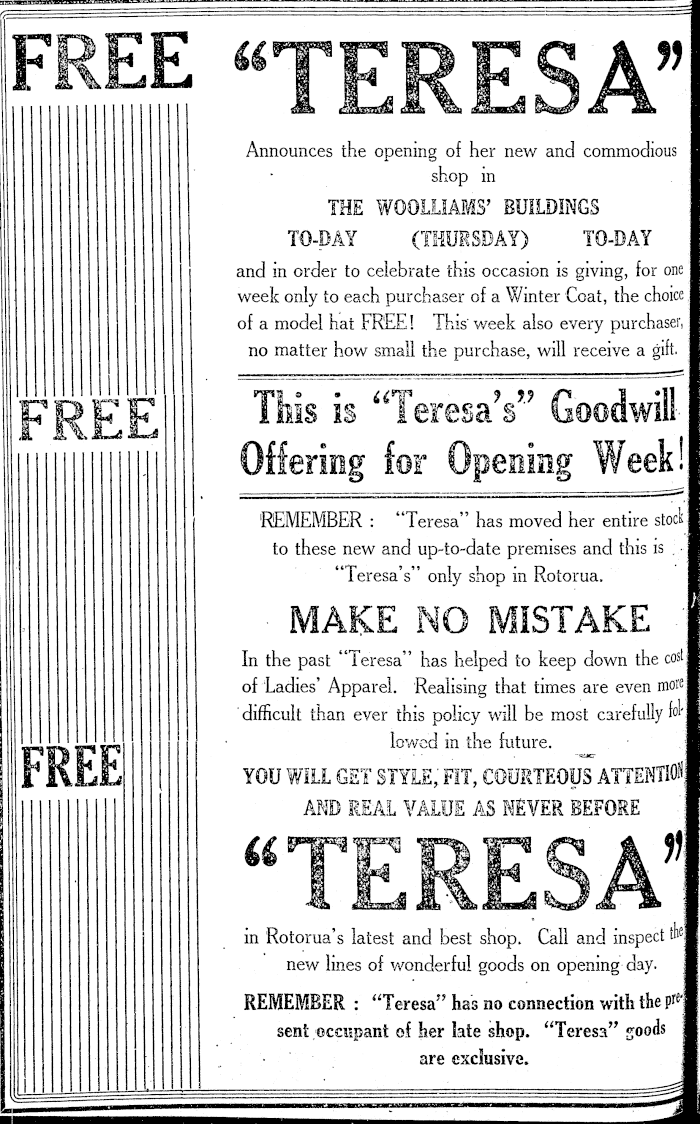 FREE
“TERESA”
Announces the opening of her new and commodious
shop in
THE WOOLLIAMS’ BUILDINGS
TO-DAY (THURSDAY) TO-DAY
and in order to celebrate this occasion is giving, for one
week only to each purchaser of a Winter Coat, the choice
of a model hat FREE! This week also every purchaser,
no matter how small the purchase, will receive a gift.
FREE
This is “Teresa’s” Goodwill
Offering for Opening Week!
REMEMBER : “Teresa” has moved her entire stock
to these new and up-to-date premises and this is
“Teresa’s” only shop in Rotorua.
MAKE NO MISTAKE
In the past “Teresa” has helped to keep down the cost
of Ladies’ Apparel. Realising that times are even more
difficult than ever this policy will be most carefully fol-
lowed in the future.
FREE
YOU WILL GET STYLE, FIT, COURTEOUS ATTENTION
AND REAL VALUE AS NEVER BEFORE
“TERESA”
in Rotorua’s latest and best shop. Call and inspect the
new lines of wonderful goods on opening day.
REMEMBER : “Teresa” has no connection with the pre-
sent occupant of her late shop. “Teresa” goods
are exclusive.